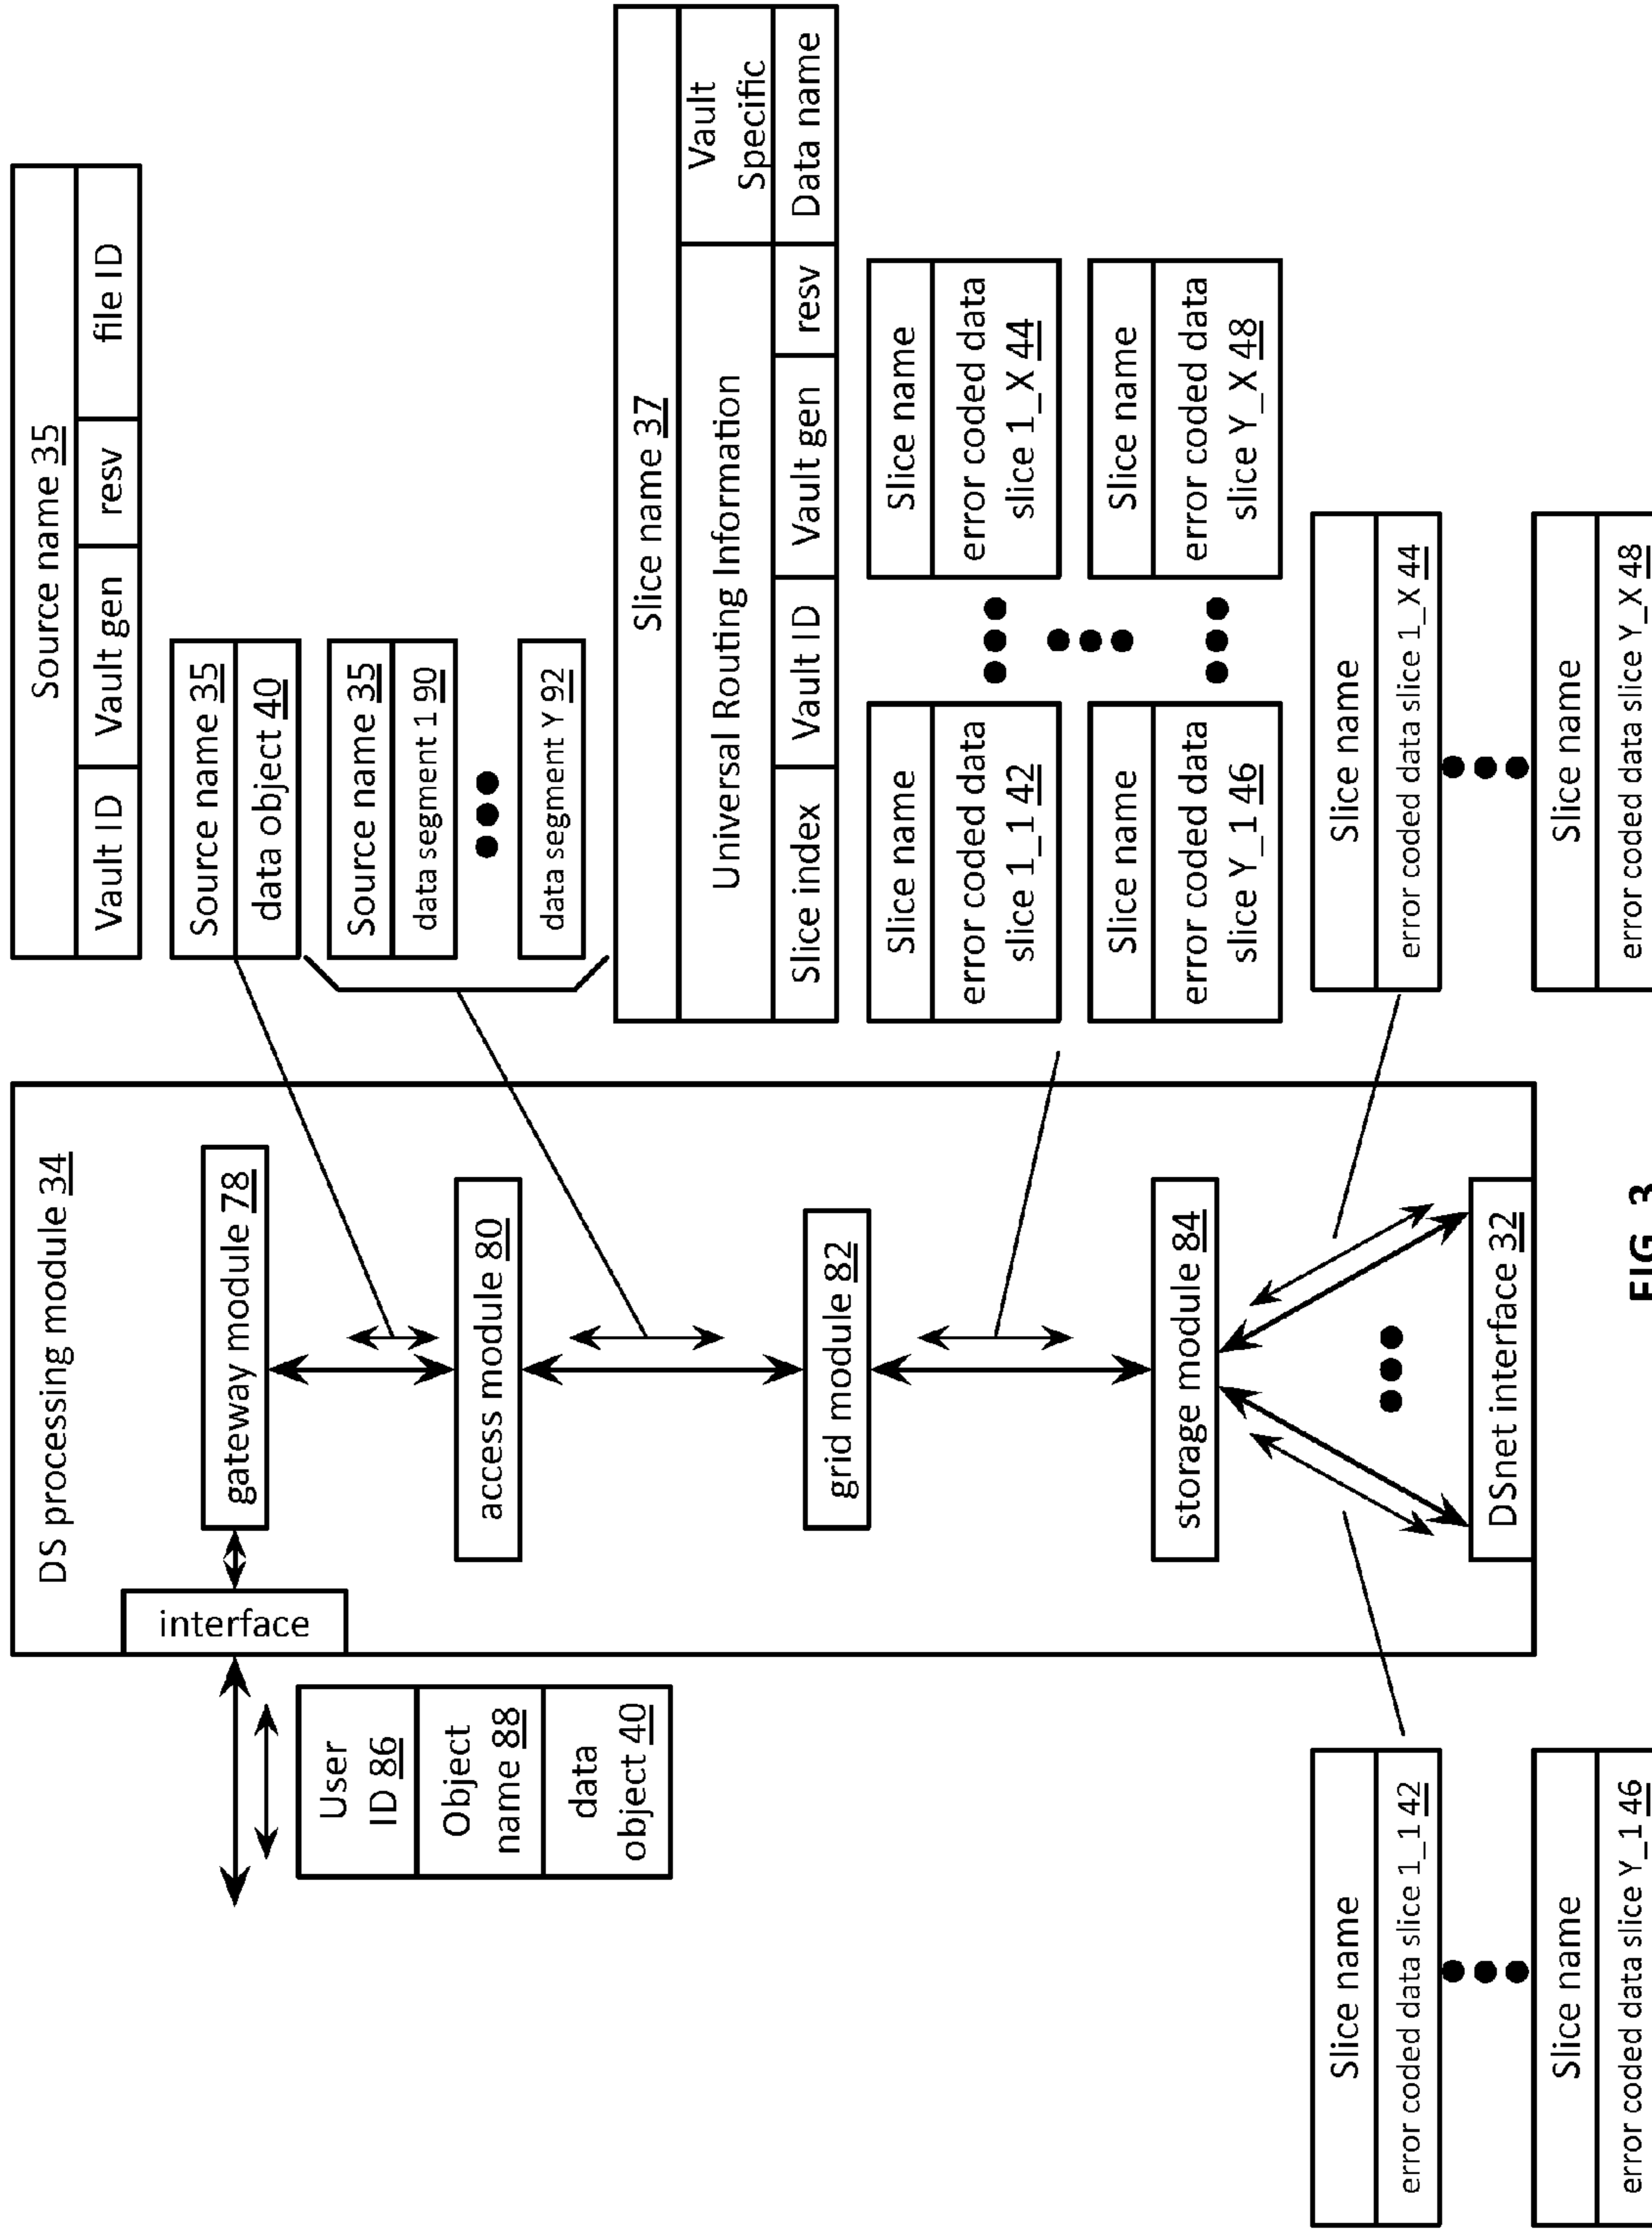 DS processing module 34
interface
gateway module 78
access module 80
grid module 82
storage module 84
DSnet interface 32
User
ID 86
Object
name 88
data
object 40
Source name 35
Vault ID
Vault gen
resv
file ID
Source name 35
data object 40
Source name 35
data segment 1 90
data segment Y 92
Slice name 37
Universal Routing Information
Vault
Specific
Slice index
Vault ID
Vault gen
resv
Data name
Slice name
error coded data
slice 1_1 42
Slice name
error coded data
slice 1_X 44
Slice name
error coded data
slice Y_1 46
Slice name
error coded data
slice Y_X 48
Slice name
error coded data slice 1_1 42
Slice name
error coded data slice Y_1 46
Slice name
error coded data slice 1_X 44
Slice name
error coded data slice Y_X 48
FIG. 3